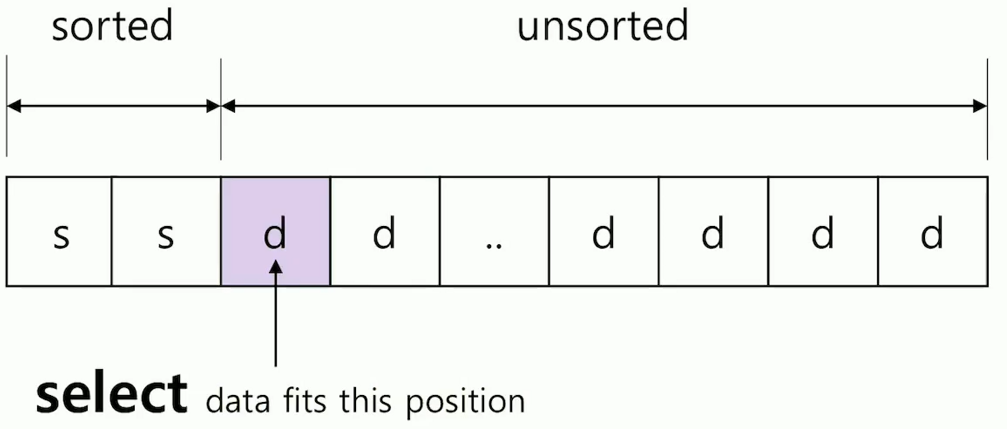 sorted unsorted
s s d d .. d d d d
select data fits this position